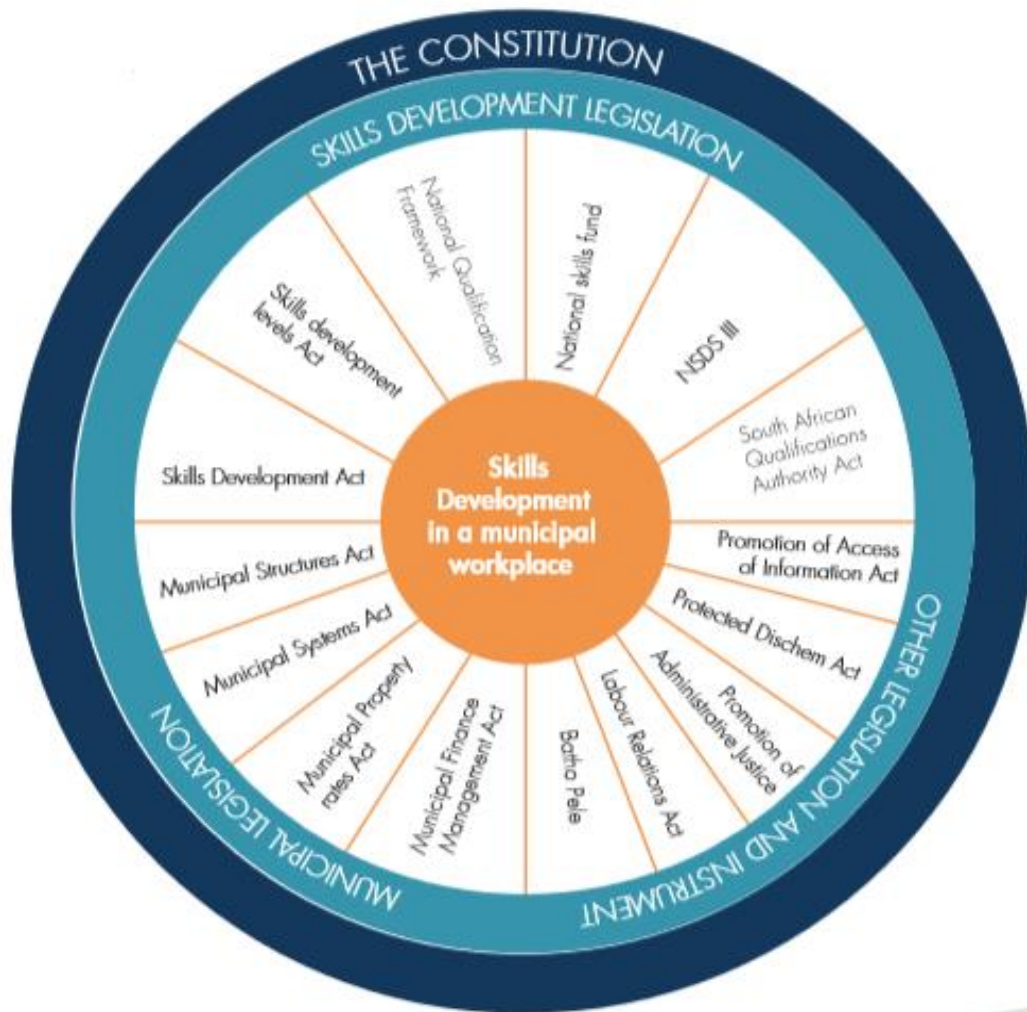 THE CONSTITUTION
SKILLS DEVELOPMENT LEGISLATION
National Qualification
Framework
National skills fund
NSDS III
South African
Qualifications
Authority Act
Skills development
levels Act
Skills Development Act
Skills
Development
in a municipal
workplace
Promotion of Access
of Information Act
Protected Dischem Act
Promotion of
Administrative Justice
Labour Relations Act
Batha Pele
Municipal Finance
Management Act
Municipal Property
rates Act
Municipal Systems Act
Municipal Structures Act
MUNICIPAL LEGISLATION
OTHER LEGISLATION AND INSTRUMENT